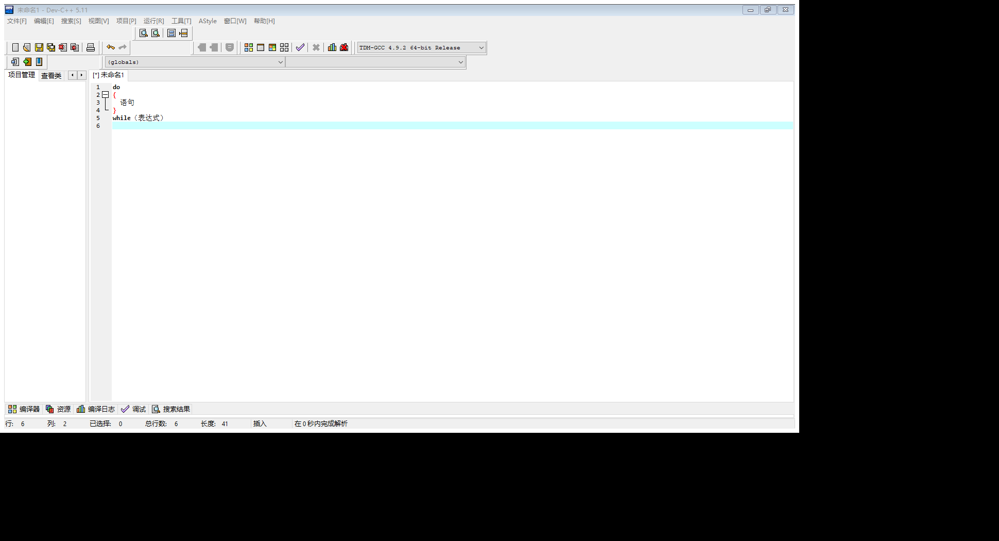 未命名1 - Dev-C++ 5.11
文件[F] 编辑[E] 搜索[S] 视图[V] 项目[P] 运行[R] 工具[T] AStyle 窗口[W] 帮助[H]
TDM-GCC 4.9.2 64-bit Release
(globals)
项目管理 查看类 [*] 未命名1
1 do
2 {
3 语句
4 }
5 while（表达式）
6
编译器 资源 编译日志 调试 搜索结果
行: 6 列: 2 已选择: 0 总行数: 6 长度: 41 插入 在 0 秒内完成解析